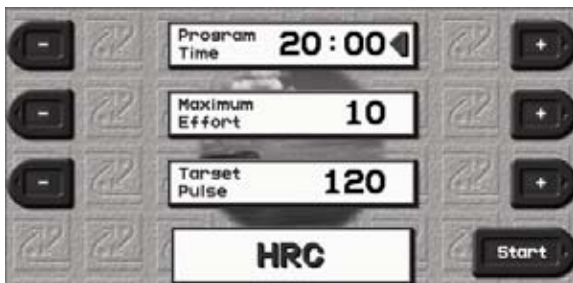 - Program Time 20:00 +
- Maximum Effort 10 +
- Target Pulse 120 +
HRC Start